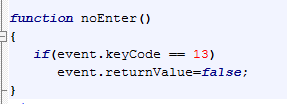 function noEnter()
{
if(event.keyCode == 13)
event.returnValue=false;
}